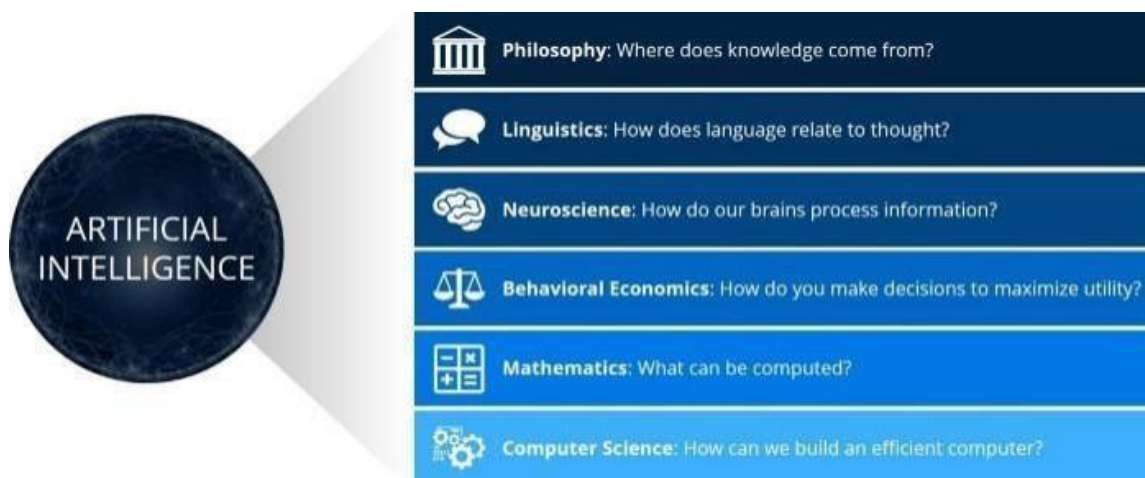 ARTIFICIAL
INTELLIGENCE
Philosophy: Where does knowledge come from?
Linguistics: How does language relate to thought?
Neuroscience: How do our brains process information?
Behavioral Economics: How do you make decisions to maximize utility?
Mathematics: What can be computed?
Computer Science: How can we build an efficient computer?